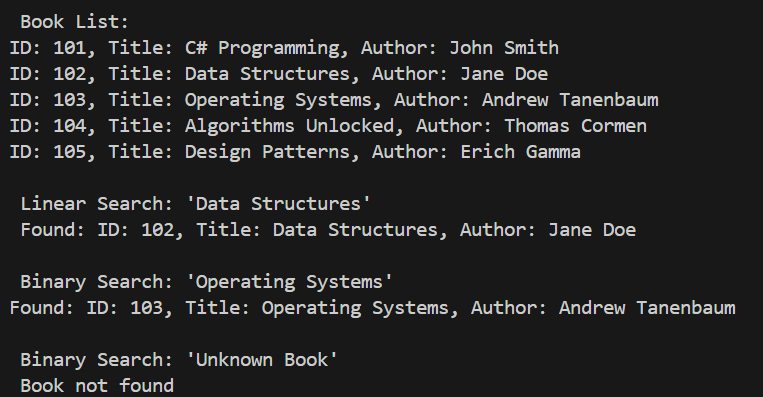 Book List:
ID: 101, Title: C# Programming, Author: John Smith
ID: 102, Title: Data Structures, Author: Jane Doe
ID: 103, Title: Operating Systems, Author: Andrew Tanenbaum
ID: 104, Title: Algorithms Unlocked, Author: Thomas Cormen
ID: 105, Title: Design Patterns, Author: Erich Gamma
Linear Search: 'Data Structures'
Found: ID: 102, Title: Data Structures, Author: Jane Doe
Binary Search: 'Operating Systems'
Found: ID: 103, Title: Operating Systems, Author: Andrew Tanenbaum
Binary Search: 'Unknown Book'
Book not found